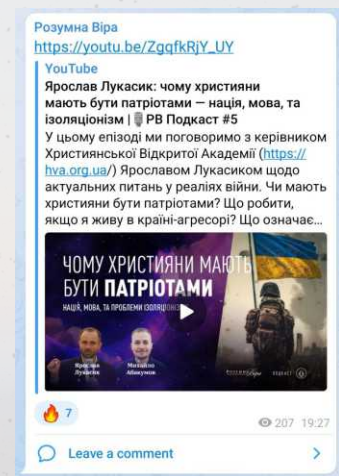 Розумна Віра
https://youtu.be/ZgqfkRjY_UY
YouTube
Ярослав Лукасик: чому християни
мають бути патріотами — нація, мова, та
ізоляціонізм | 🎙 РВ Подкаст #5
У цьому епізоді ми поговоримо з керівником
Християнської Відкритої Академії (https://
hva.org.ua/) Ярославом Лукасиком щодо
актуальних питань у реаліях війни. Чи мають
християни бути патріотами? Що робити,
якщо я живу в країні-агресорі? Що означає...
ЧОМУ ХРИСТИЯНИ МАЮТЬ
БУТИ ПАТРІОТАМИ
НАЦІЯ, МОВА, ТА ПРОБЛЕМИ ІЗОЛЯЦІОНІЗМУ
Ярослав
Лукасик
Михайло
Абакумов
🔥 7
207 19:27
Leave a comment